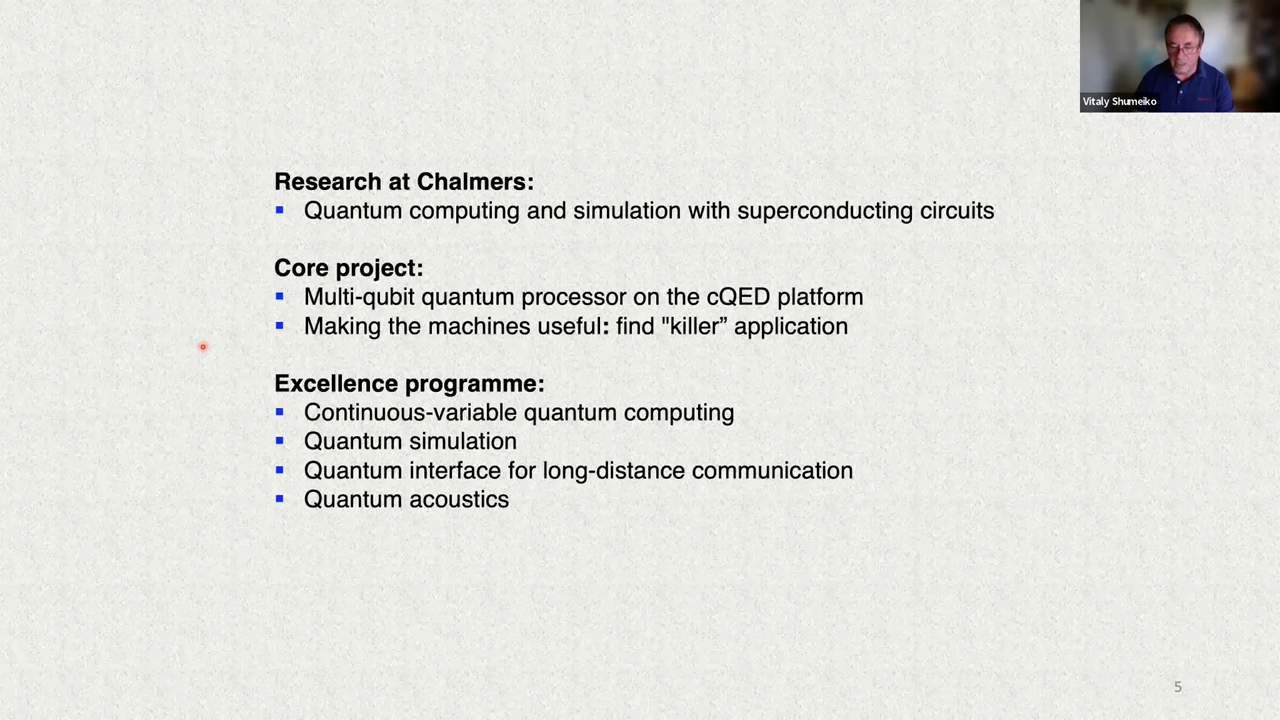 Vitaly Shumeiko
Research at Chalmers:
▪ Quantum computing and simulation with superconducting circuits
Core project:
▪ Multi-qubit quantum processor on the cQED platform
▪ Making the machines useful: find "killer” application
Excellence programme:
▪ Continuous-variable quantum computing
▪ Quantum simulation
▪ Quantum interface for long-distance communication
▪ Quantum acoustics
5